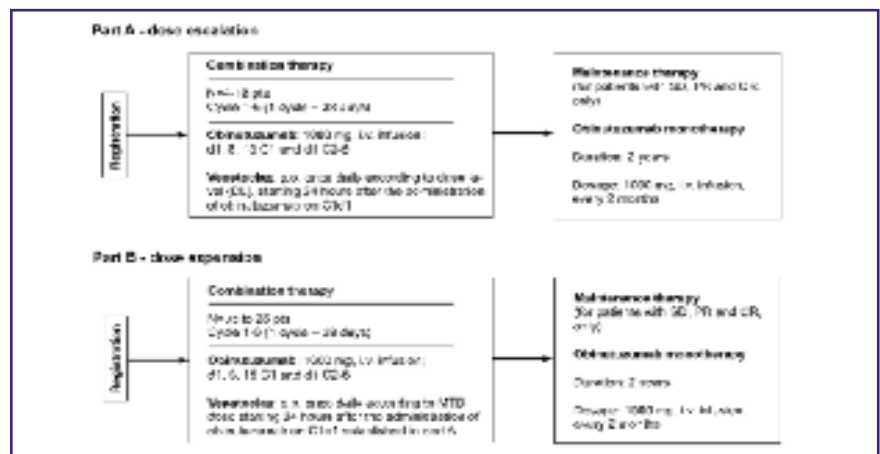 Part A - dose escalation
Combination therapy
Cycle 1-6 (1 cycle = 28 days)
Obinutuzumab: 1000 mg, i.v. infusion;
d1, 8, 15 C1 and d1 C2-6
Venetoclax: p.o. once daily according to dose le-
vel (DL), starting 24 hours after the administration
of obinutuzumab on C1d1
Registration
Maintenance therapy
(for patients with SD, PR and CR,
only)
Obinutuzumab monotherapy
Duration: 2 years
Dosage: 1000 mg, i.v. infusion,
every 2 months
Part B - dose expansion
Combination therapy
N= up to 25 pts
Cycle 1-6 (1 cycle = 28 days)
Obinutuzumab: 1000 mg, i.v. infusion;
d1, 8, 15 C1 and d1 C2-6
Venetoclax: p.o. once daily according to MTD
dose starting 24 hours after the administration of
obinutuzumab on C1d1 established in part A
Registration
Maintenance therapy
(for patients with SD, PR and CR,
only)
Obinutuzumab monotherapy
Duration: 2 years
Dosage: 1000 mg, i.v. infusion,
every 2 months